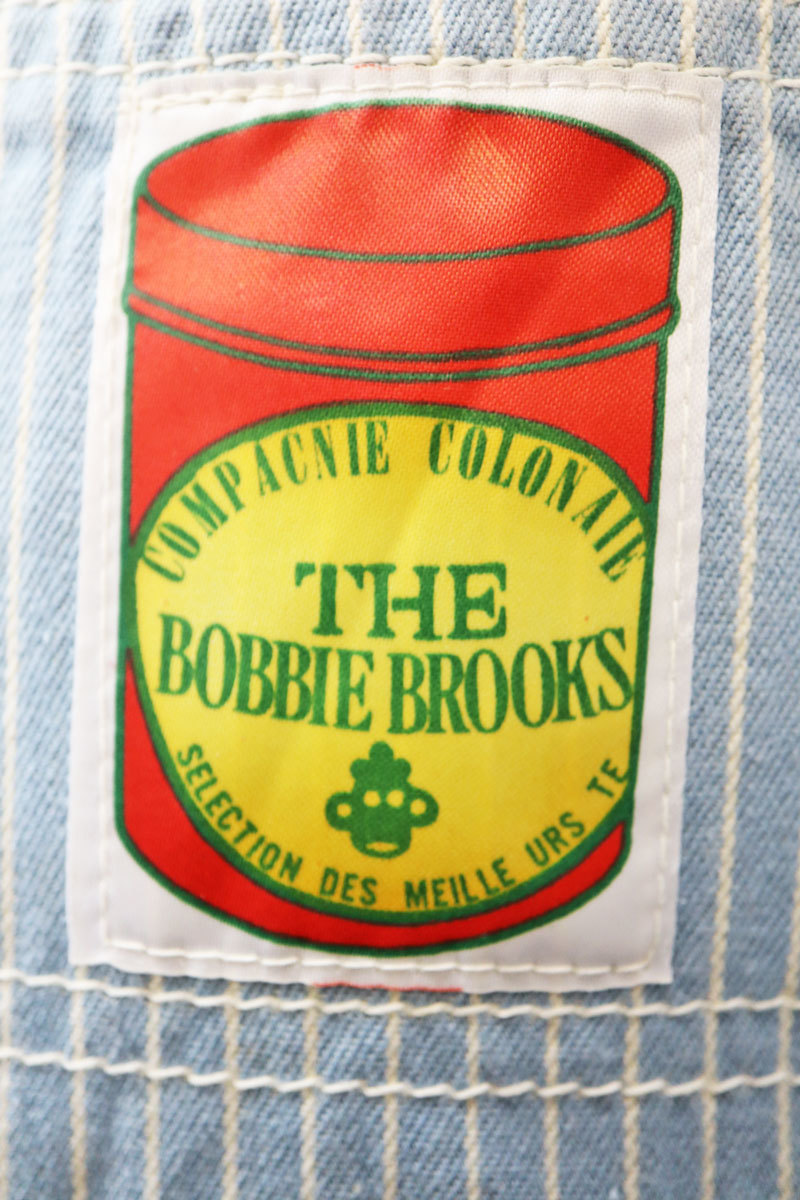 COMPACNIE COLONAIE
THE
BOBBIE BROOKS
SELECTION DES MEILLE URS TE